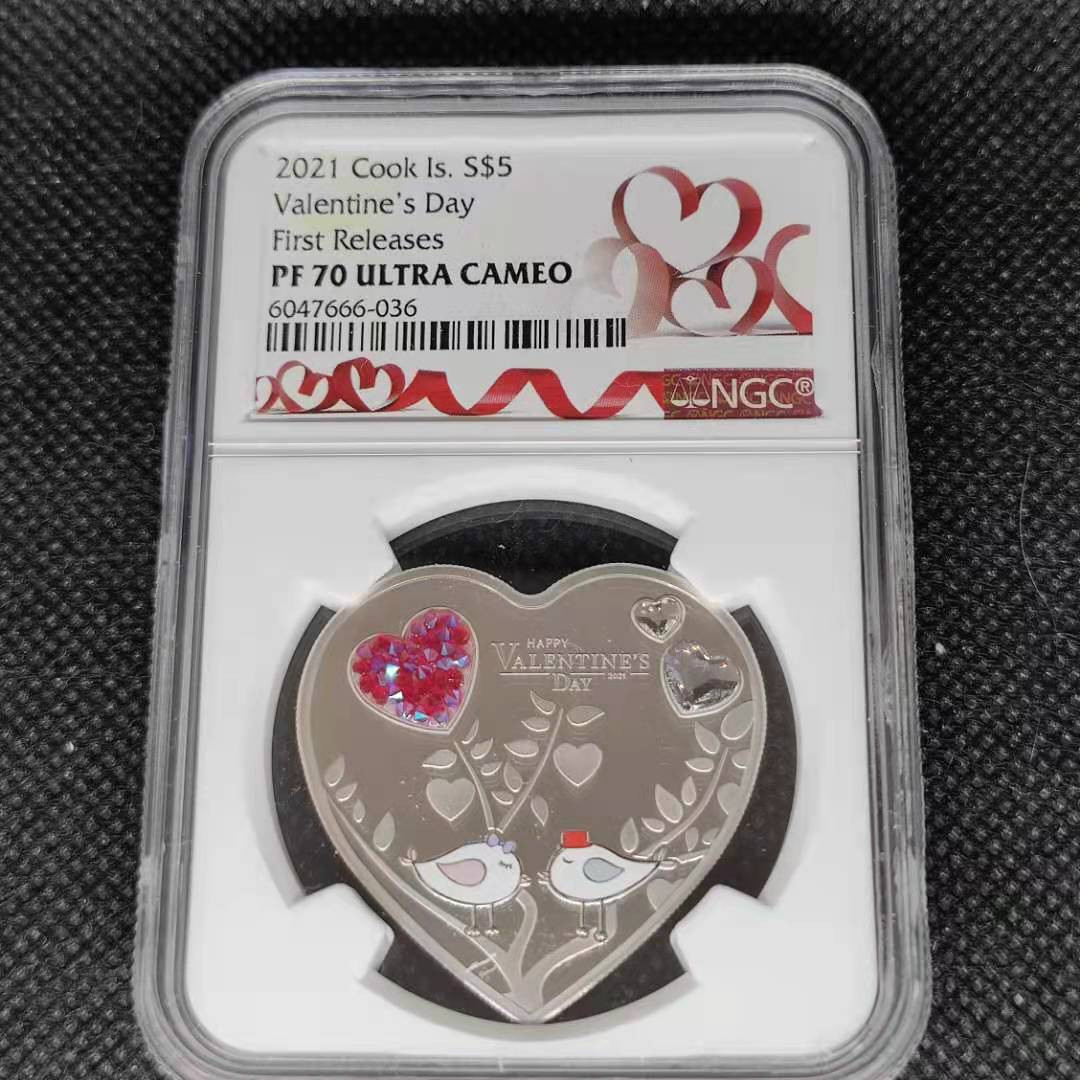 2021 Cook Is. S$5
Valentine's Day
First Releases
PF 70 ULTRA CAMEO
6047666-036
NGC®
HAPPY
VALENTINE'S
DAY 2021